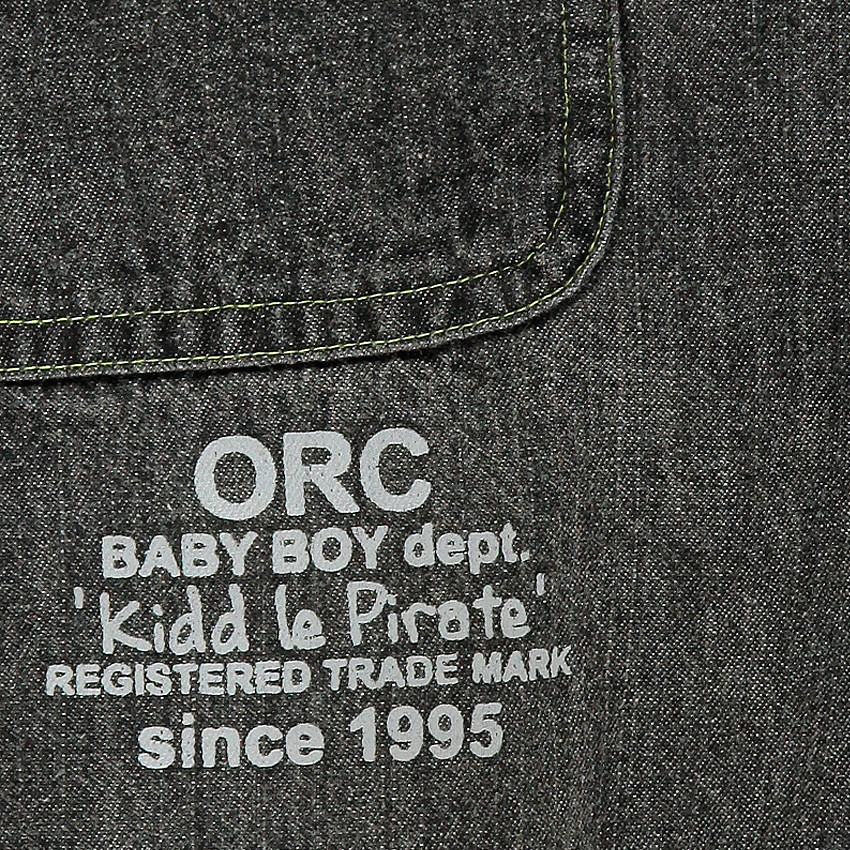 ORC
BABY BOY dept.
'Kidd le Pirate'
REGISTERED TRADE MARK
since 1995